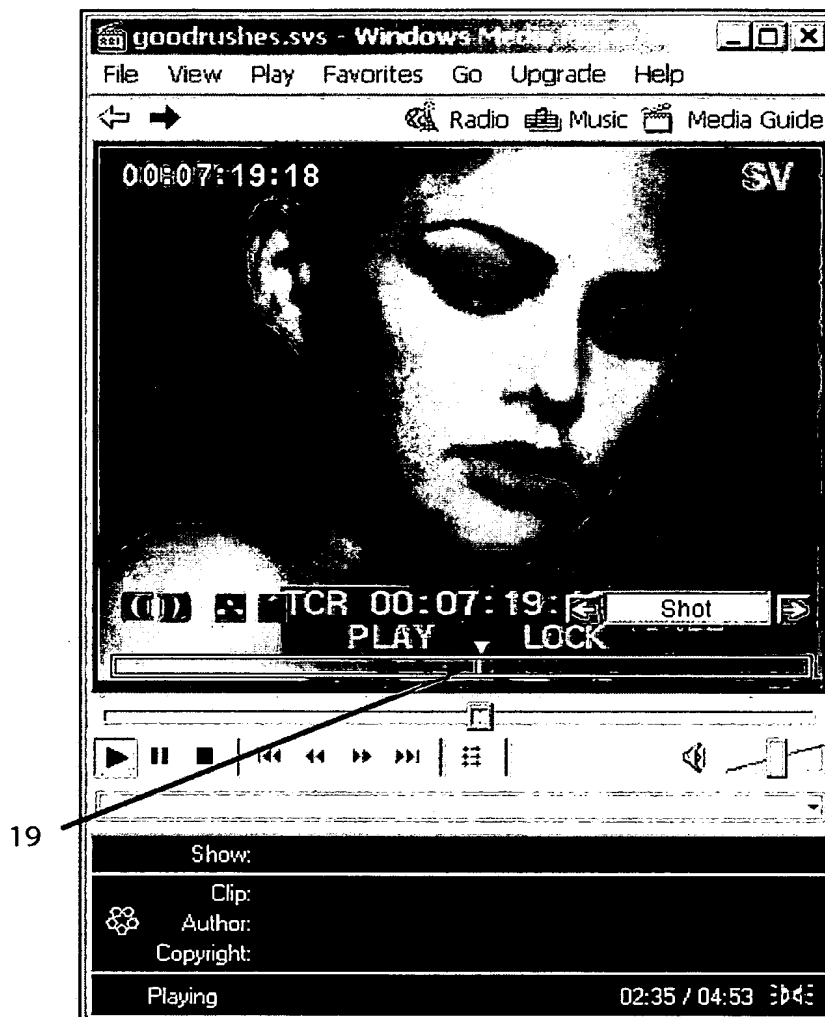 goodrushes.svs - Windows Media
File View Play Favorites Go Upgrade Help
Radio Music Media Guide
00:07:19:18 SV
TCR 00:07:19: Shot
PLAY LOCK
19
Show:
Clip:
Author:
Copyright:
Playing 02:35 / 04:53